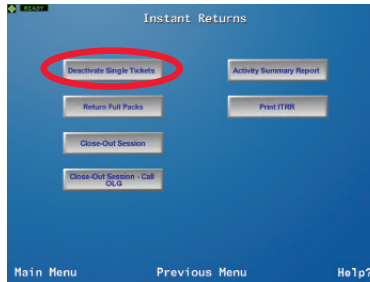 READY
Instant Returns
Deactivate Single Tickets
Activity Summary Report
Return Full Packs
Print ITRR
Close-Out Session
Close-Out Session - Call
OLG
Main Menu
Previous Menu
Help?